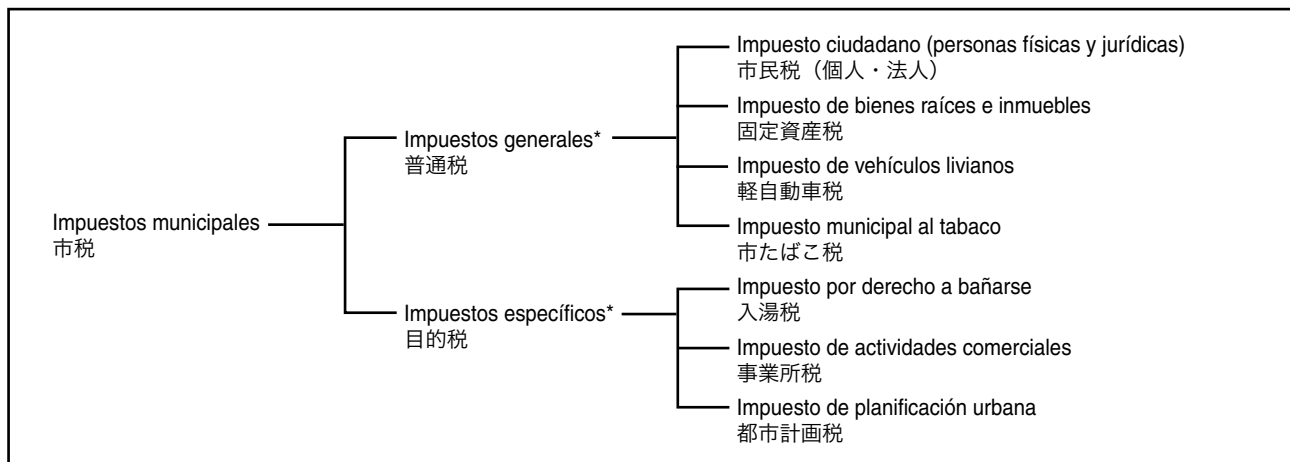 Impuestos municipales
市税
Impuestos generales*
普通税
Impuesto ciudadano (personas físicas y jurídicas)
市民税（個人・法人）
Impuesto de bienes raíces e inmuebles
固定資産税
Impuesto de vehículos livianos
軽自動車税
Impuesto municipal al tabaco
市たばこ税
Impuestos específicos*
目的税
Impuesto por derecho a bañarse
入湯税
Impuesto de actividades comerciales
事業所税
Impuesto de planificación urbana
都市計画税